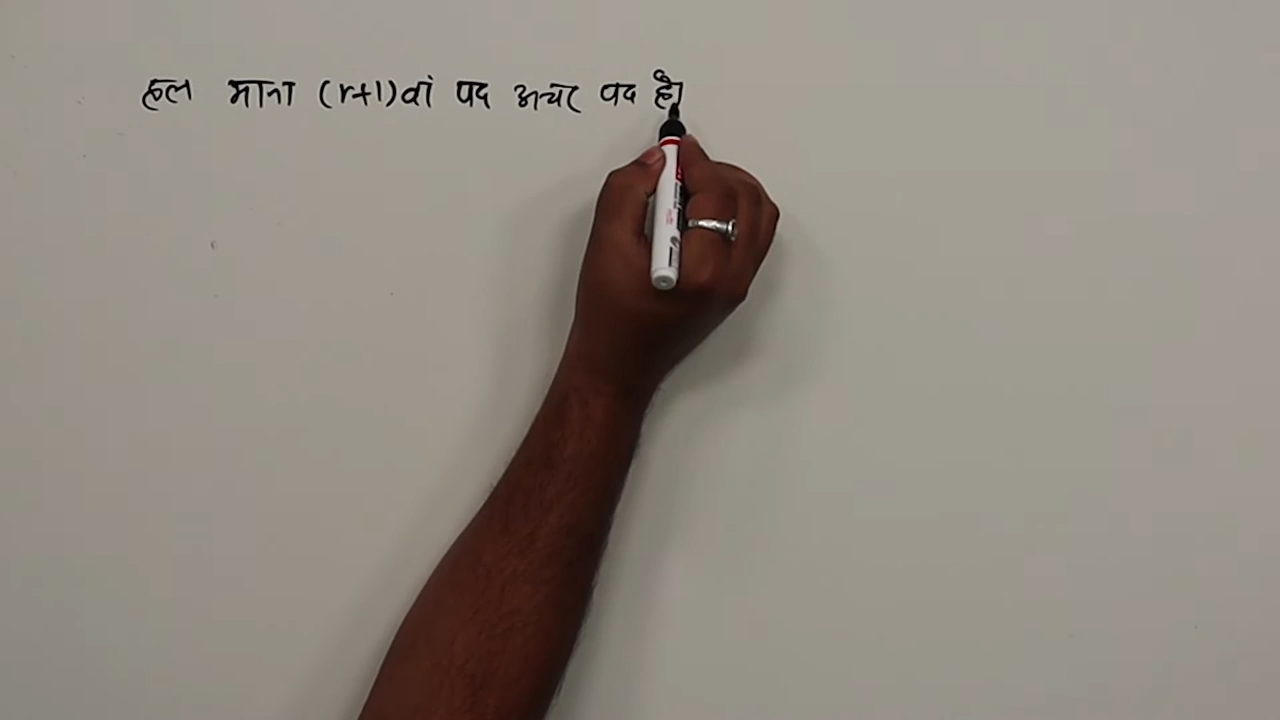 हल माना (r+1)वां पद अचर पद है।